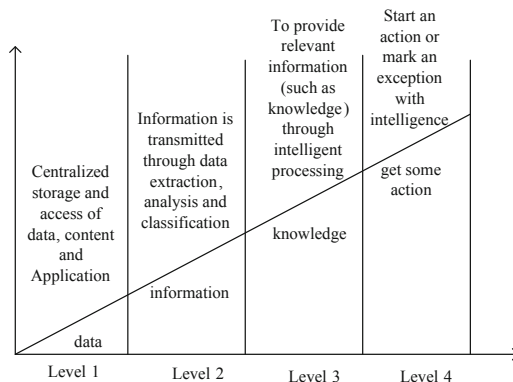 Centralized
storage and
access of
data, content
and
Application
data
Level 1
Information is
transmitted
through data
extraction,
analysis and
classification
information
Level 2
To provide
relevant
information
(such as
knowledge)
through
intelligent
processing
knowledge
Level 3
Start an
action or
mark an
exception
with
intelligence
get some
action
Level 4